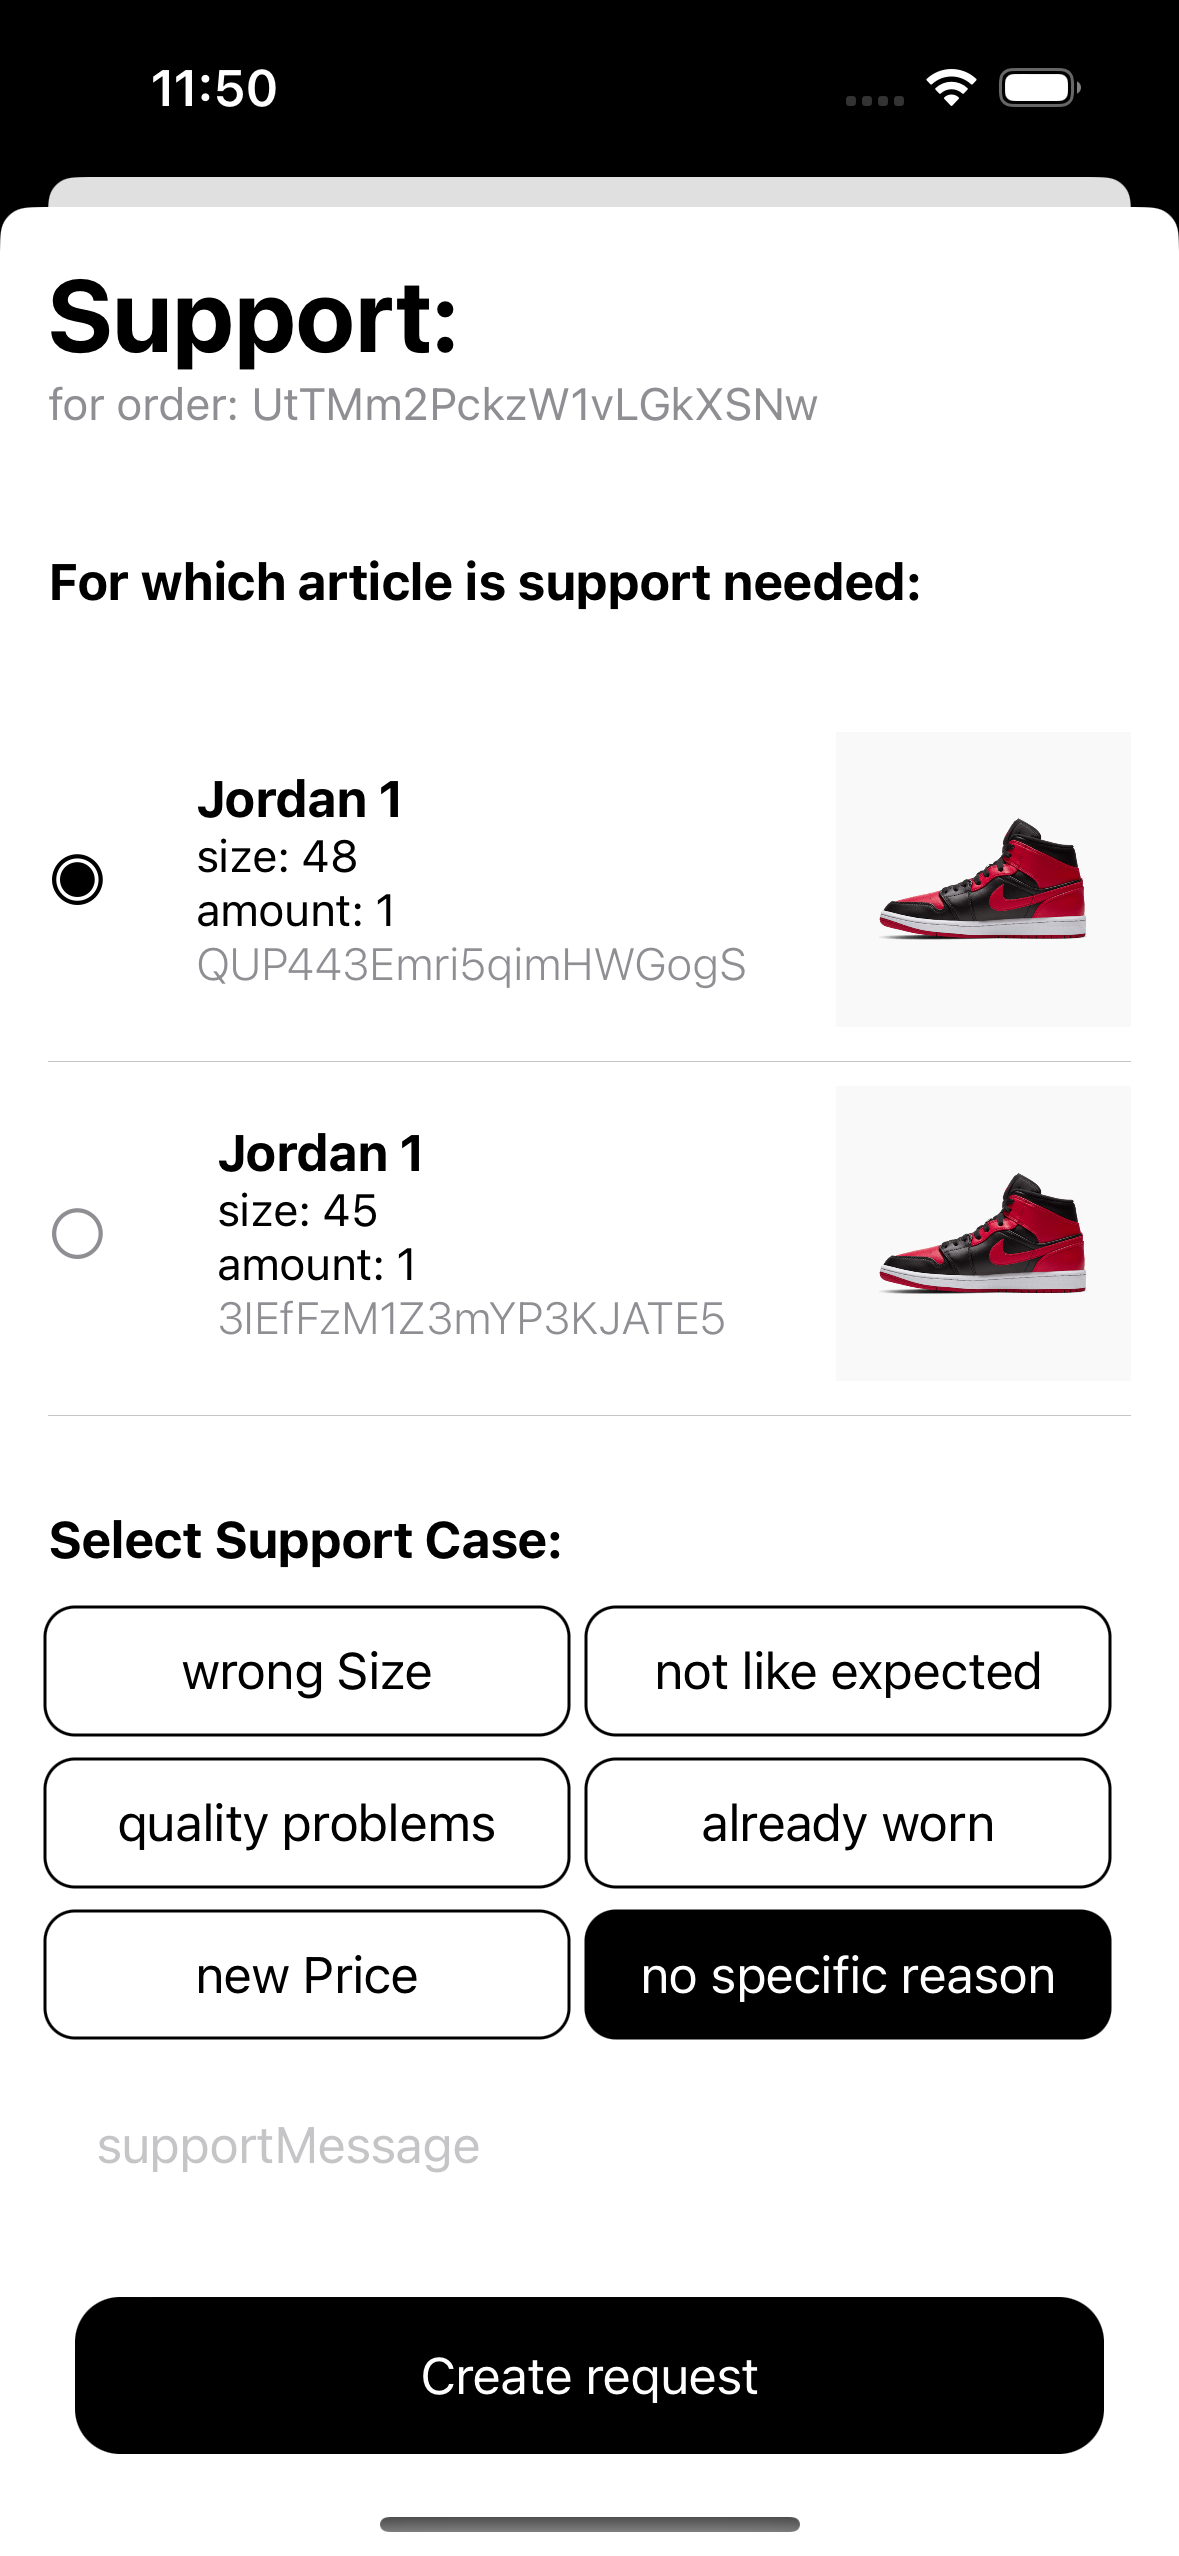 11:50
Support:
for order: UtTMm2PckzW1vLGkXSNw
For which article is support needed:
Jordan 1
size: 48
amount: 1
QUP443Emri5qimHWGogS
Jordan 1
size: 45
amount: 1
3IEfFzM1Z3mYP3KJATE5
Select Support Case:
wrong Size
not like expected
quality problems
already worn
new Price
no specific reason
supportMessage
Create request